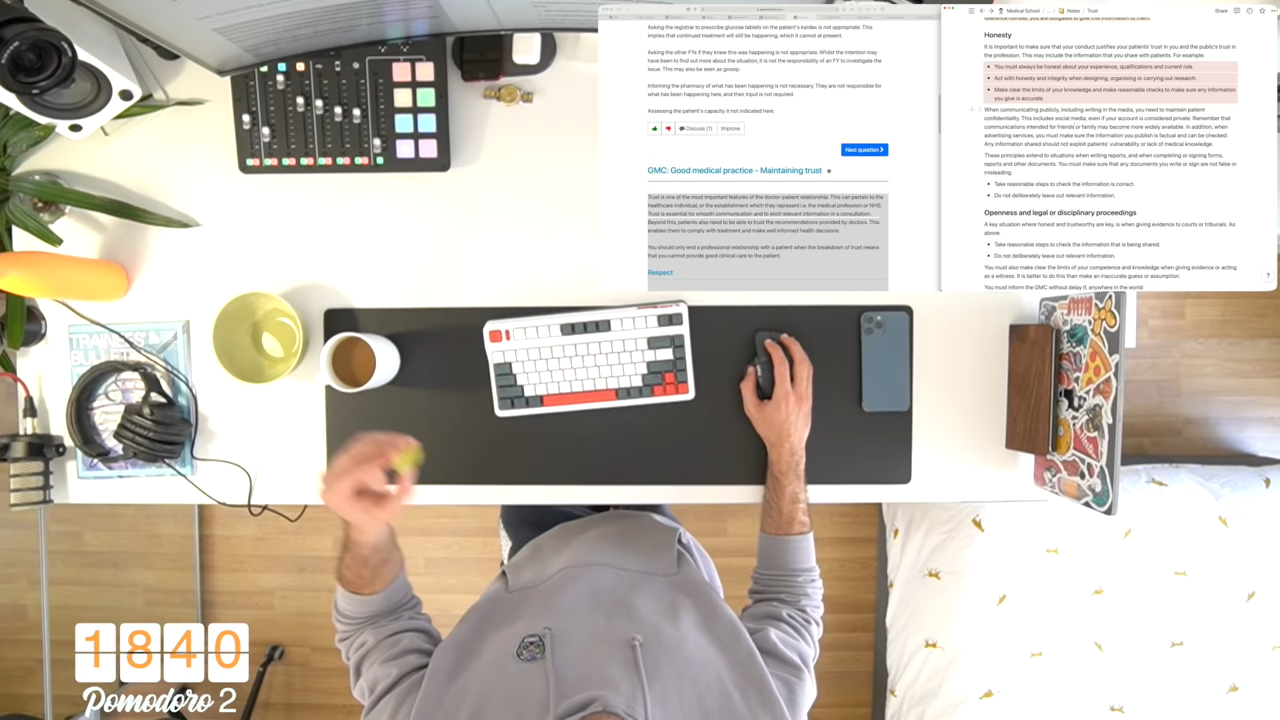 Asking the registrar to prescribe glucose tablets on the patient's kardex is not appropriate. This
implies that continued treatment will still be happening, which it cannot at present.
Asking the other FYs if they knew this was happening is not appropriate. Whilst the intention may
have been to find out more about the situation, it is not the responsibility of an FY to investigate the
issue. This may also be seen as gossip.
Informing the pharmacy of what has been happening is not necessary. They are not responsible for
what has been happening here, and their input is not required.
Assessing the patient's capacity it not indicated here.
Discuss (1) Improve
Next question
GMC: Good medical practice - Maintaining trust
Trust is one of the most important features of the doctor-patient relationship. This can pertain to the
healthcare individual, or the establishment which they represent i.e. the medical profession or NHS.
Trust is essential for smooth communication and to elicit relevant information in a consultation.
Beyond this, patients also need to be able to trust the recommendations provided by doctors. This
enables them to comply with treatment and make well informed health decisions.
You should only end a professional relationship with a patient when the breakdown of trust means
that you cannot provide good clinical care to the patient.
Respect
Medical School / ... / Notes / Trust
Share
reference number, you are obligated to give this information to them.
Honesty
It is important to make sure that your conduct justifies your patients' trust in you and the public's trust in
the profession. This may include the information that you share with patients. For example:
You must always be honest about your experience, qualifications and current role.
Act with honesty and integrity when designing, organising or carrying out research.
Make clear the limits of your knowledge and make reasonable checks to make sure any information
you give is accurate.
When communicating publicly, including writing in the media, you need to maintain patient
confidentiality. This includes social media, even if your account is considered private. Remember that
communications intended for friends or family may become more widely available. In addition, when
advertising services, you must make sure the information you publish is factual and can be checked.
Any information shared should not exploit patients' vulnerability or lack of medical knowledge.
These principles extend to situations when writing reports, and when completing or signing forms,
reports and other documents. You must make sure that any documents you write or sign are not false or
misleading.
Take reasonable steps to check the information is correct.
Do not deliberately leave out relevant information.
Openness and legal or disciplinary proceedings
A key situation where honest and trustworthy are key, is when giving evidence to courts or tribunals. As
above:
Take reasonable steps to check the information that is being shared.
Do not deliberately leave out relevant information.
You must also make clear the limits of your competence and knowledge when giving evidence or acting
as a witness. It is better to do this than make an inaccurate guess or assumption.
You must inform the GMC without delay if, anywhere in the world:
TRAINEES'
BULLETIN
1840
Pomodoro 2